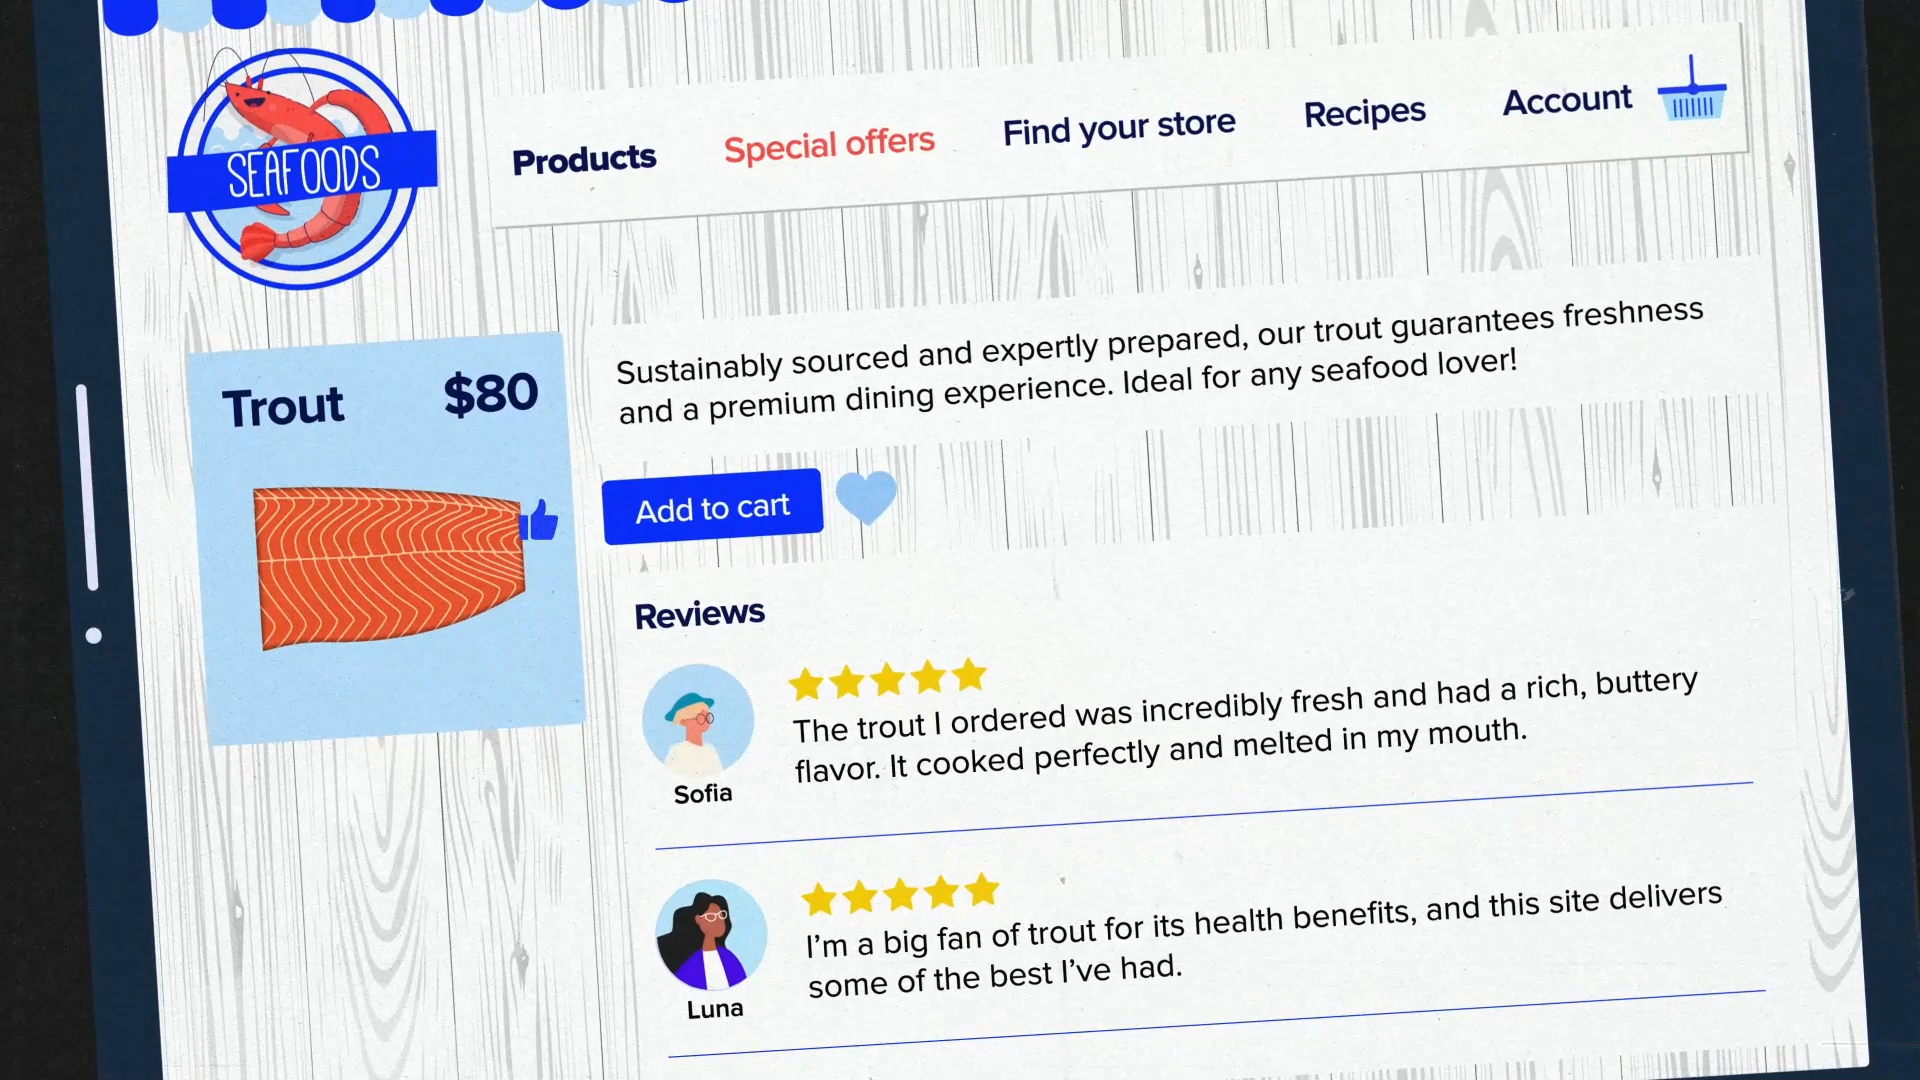 SEAFOODS
Products
Special offers
Find your store
Recipes
Account
Trout
$80
Sustainably sourced and expertly prepared, our trout guarantees freshness
and a premium dining experience. Ideal for any seafood lover!
Add to cart
Reviews
The trout I ordered was incredibly fresh and had a rich, buttery
flavor. It cooked perfectly and melted in my mouth.
Sofia
I'm a big fan of trout for its health benefits, and this site delivers
some of the best I've had.
Luna